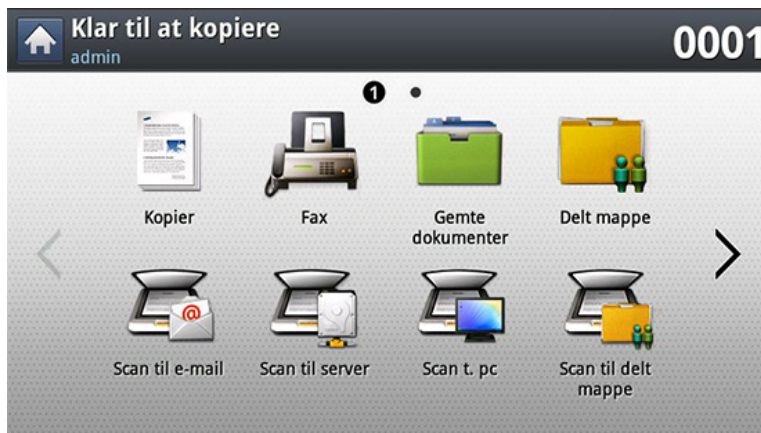 Klar til at kopiere
admin
0001
1
Kopier
Fax
Gemte
dokumenter
Delt mappe
Scan til e-mail
Scan til server
Scan t. pc
Scan til delt
mappe